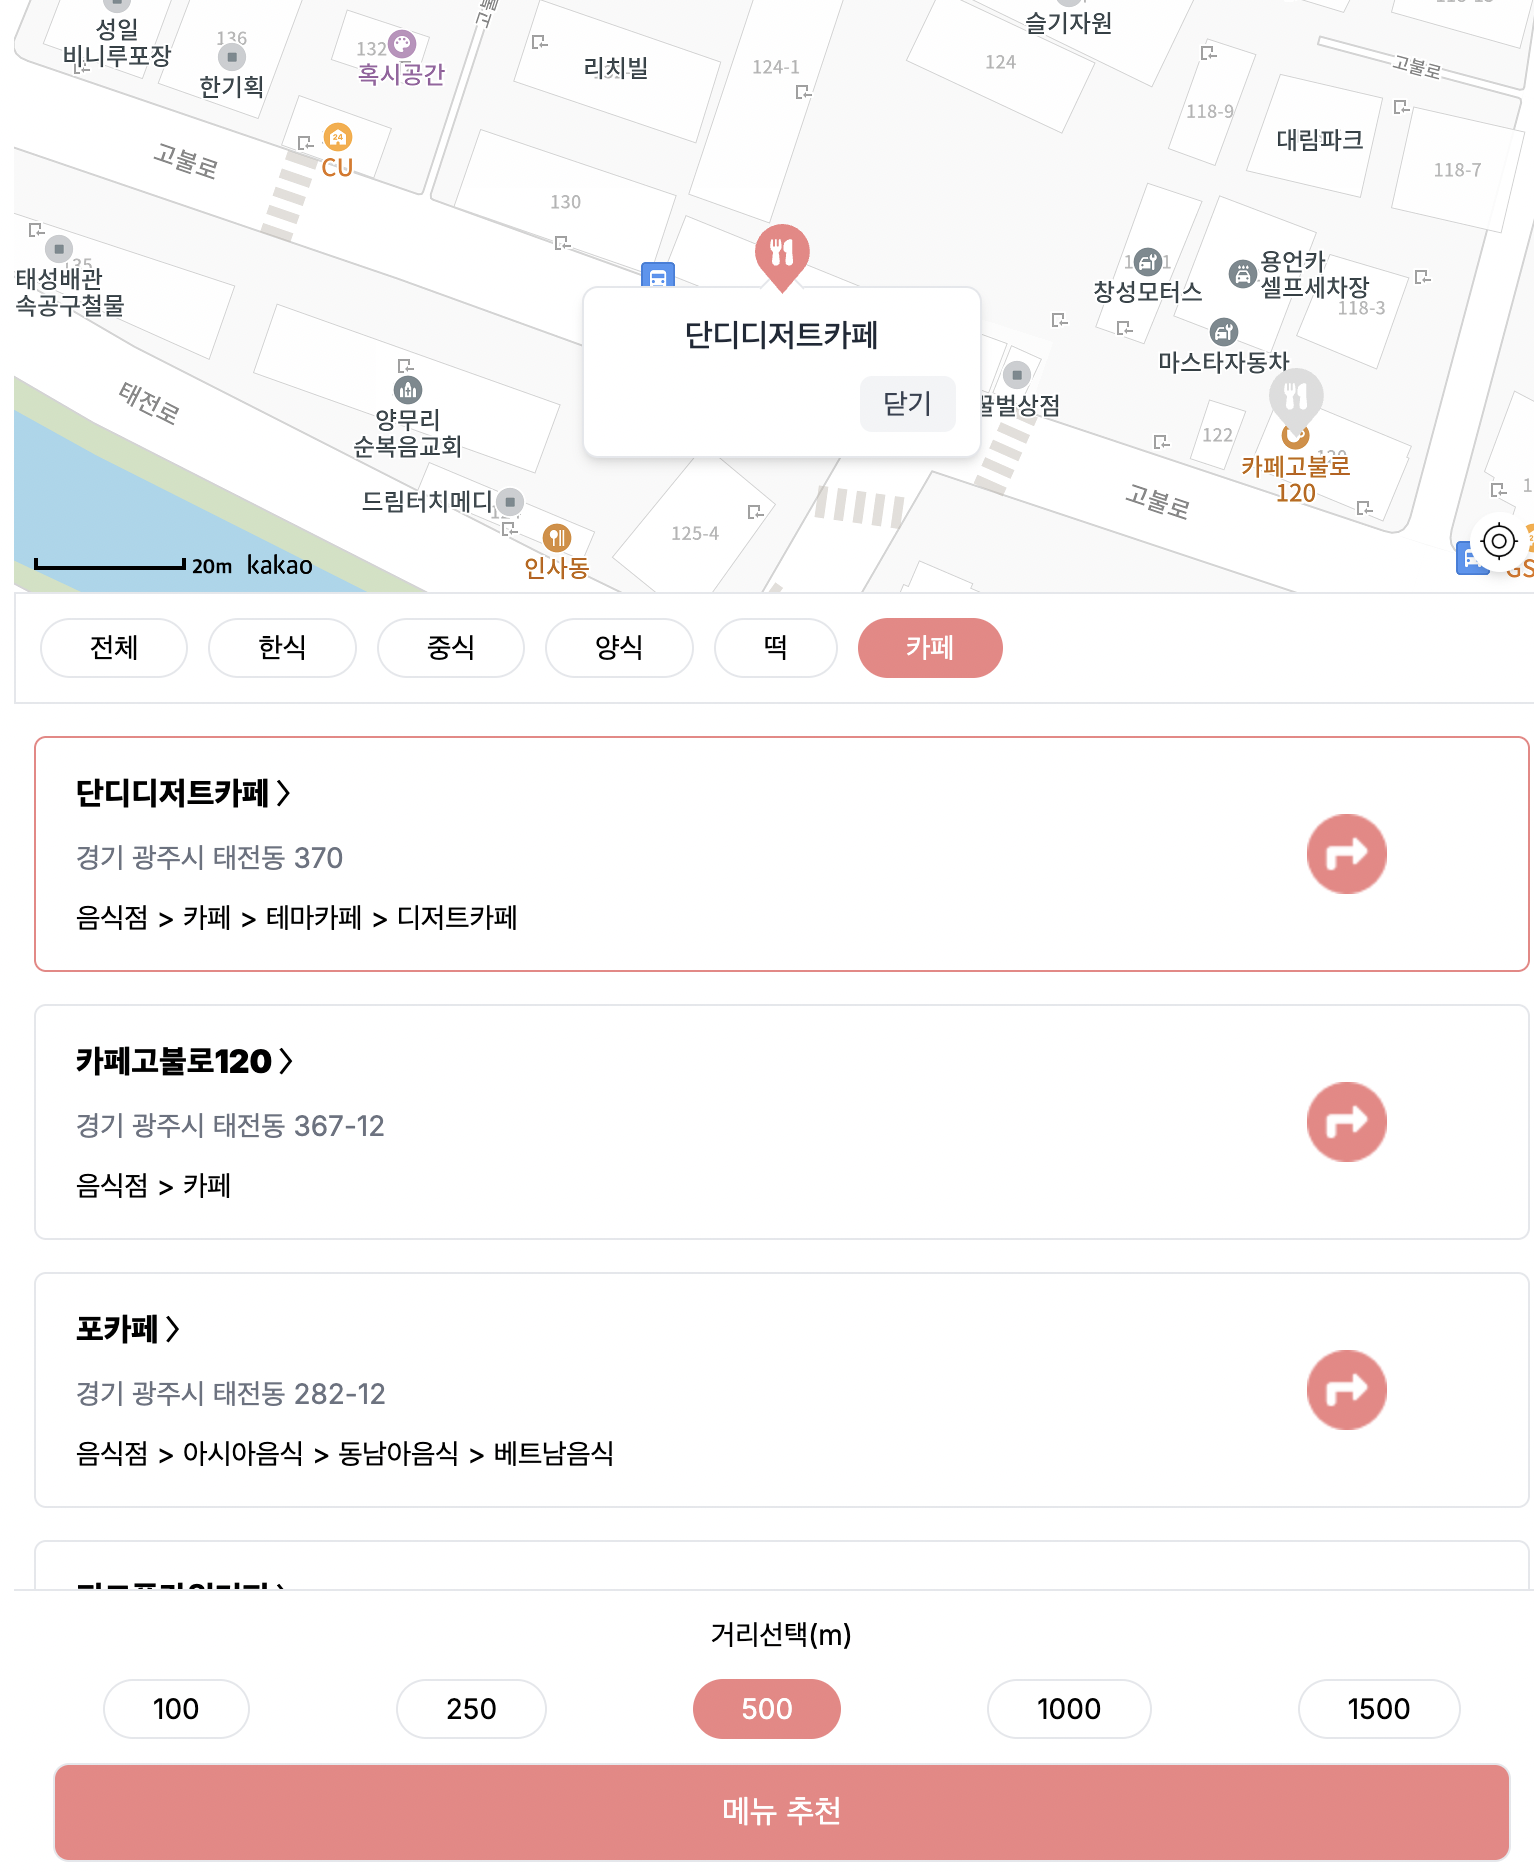 성일
비니루포장
136
한기획
132
혹시공간
고불로
리치빌
124-1
슬기자원
124
118-9
고불로
대림파크
118-7
고불로
CU
130
태성배관
속공구철물
창성모터스
용언카
셀프세차장
118-3
마스타자동차
단디디저트카페
닫기
꿀벌상점
태전로
양무리
순복음교회
122
카페고불로
120
고불로
드림터치메디
125-4
인사동
20m kakao
GS
전체 한식 중식 양식 떡 카페
단디디저트카페 〉
경기 광주시 태전동 370
음식점 > 카페 > 테마카페 > 디저트카페
카페고불로120 〉
경기 광주시 태전동 367-12
음식점 > 카페
포카페 〉
경기 광주시 태전동 282-12
음식점 > 아시아음식 > 동남아음식 > 베트남음식
거리선택(m)
100 250 500 1000 1500
메뉴 추천